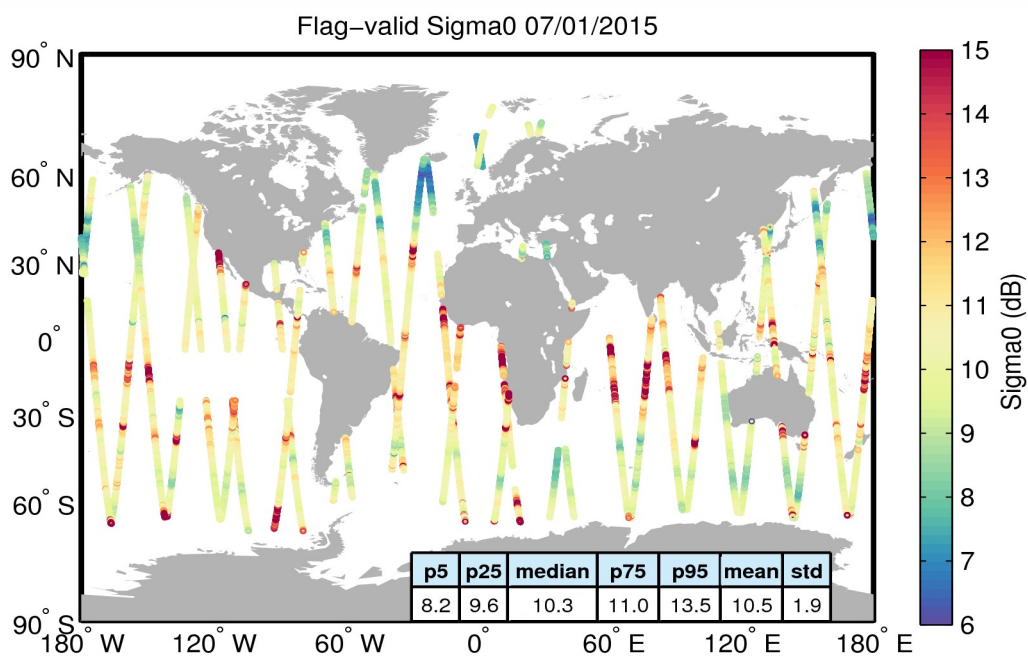 Flag−valid Sigma0 07/01/2015
90° N
60° N
30° N
0°
30° S
60° S
90° S
180° W
120° W
60° W
0°
60° E
120° E
180° E
p5 p25 median p75 p95 mean std
8.2 9.6 10.3 11.0 13.5 10.5 1.9
15
14
13
12
11
10
9
8
7
6
Sigma0 (dB)